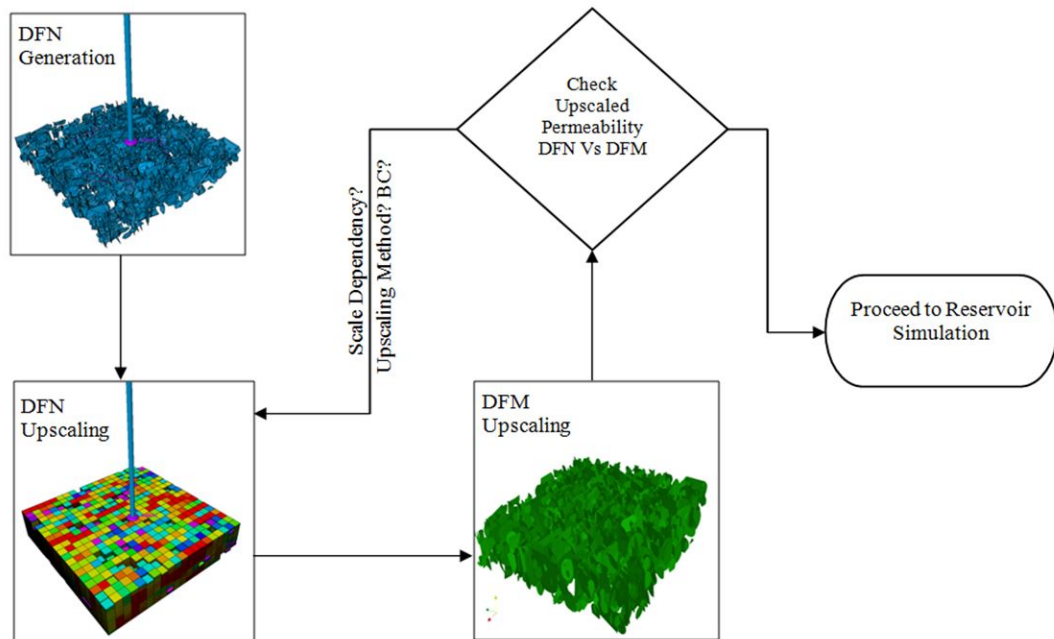 DFN
Generation
Check
Upscaled
Permeability
DFN Vs DFM
Scale Dependency?
Upscaling Method? BC?
Proceed to Reservoir
Simulation
DFN
Upscaling
DFM
Upscaling